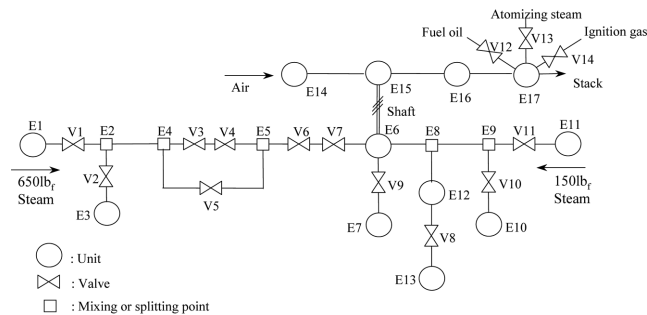 Atomizing steam
Fuel oil
V13
Ignition gas
V12
V14
Air
E14
E15
E16
E17
Stack
Shaft
E1
V1
E2
E4
V3
V4
E5
V6
V7
E6
E8
E9
V11
E11
650lbf
Steam
V2
V5
V9
E12
V10
150lbf
Steam
E3
E7
V8
E10
E13
: Unit
: Valve
: Mixing or splitting point